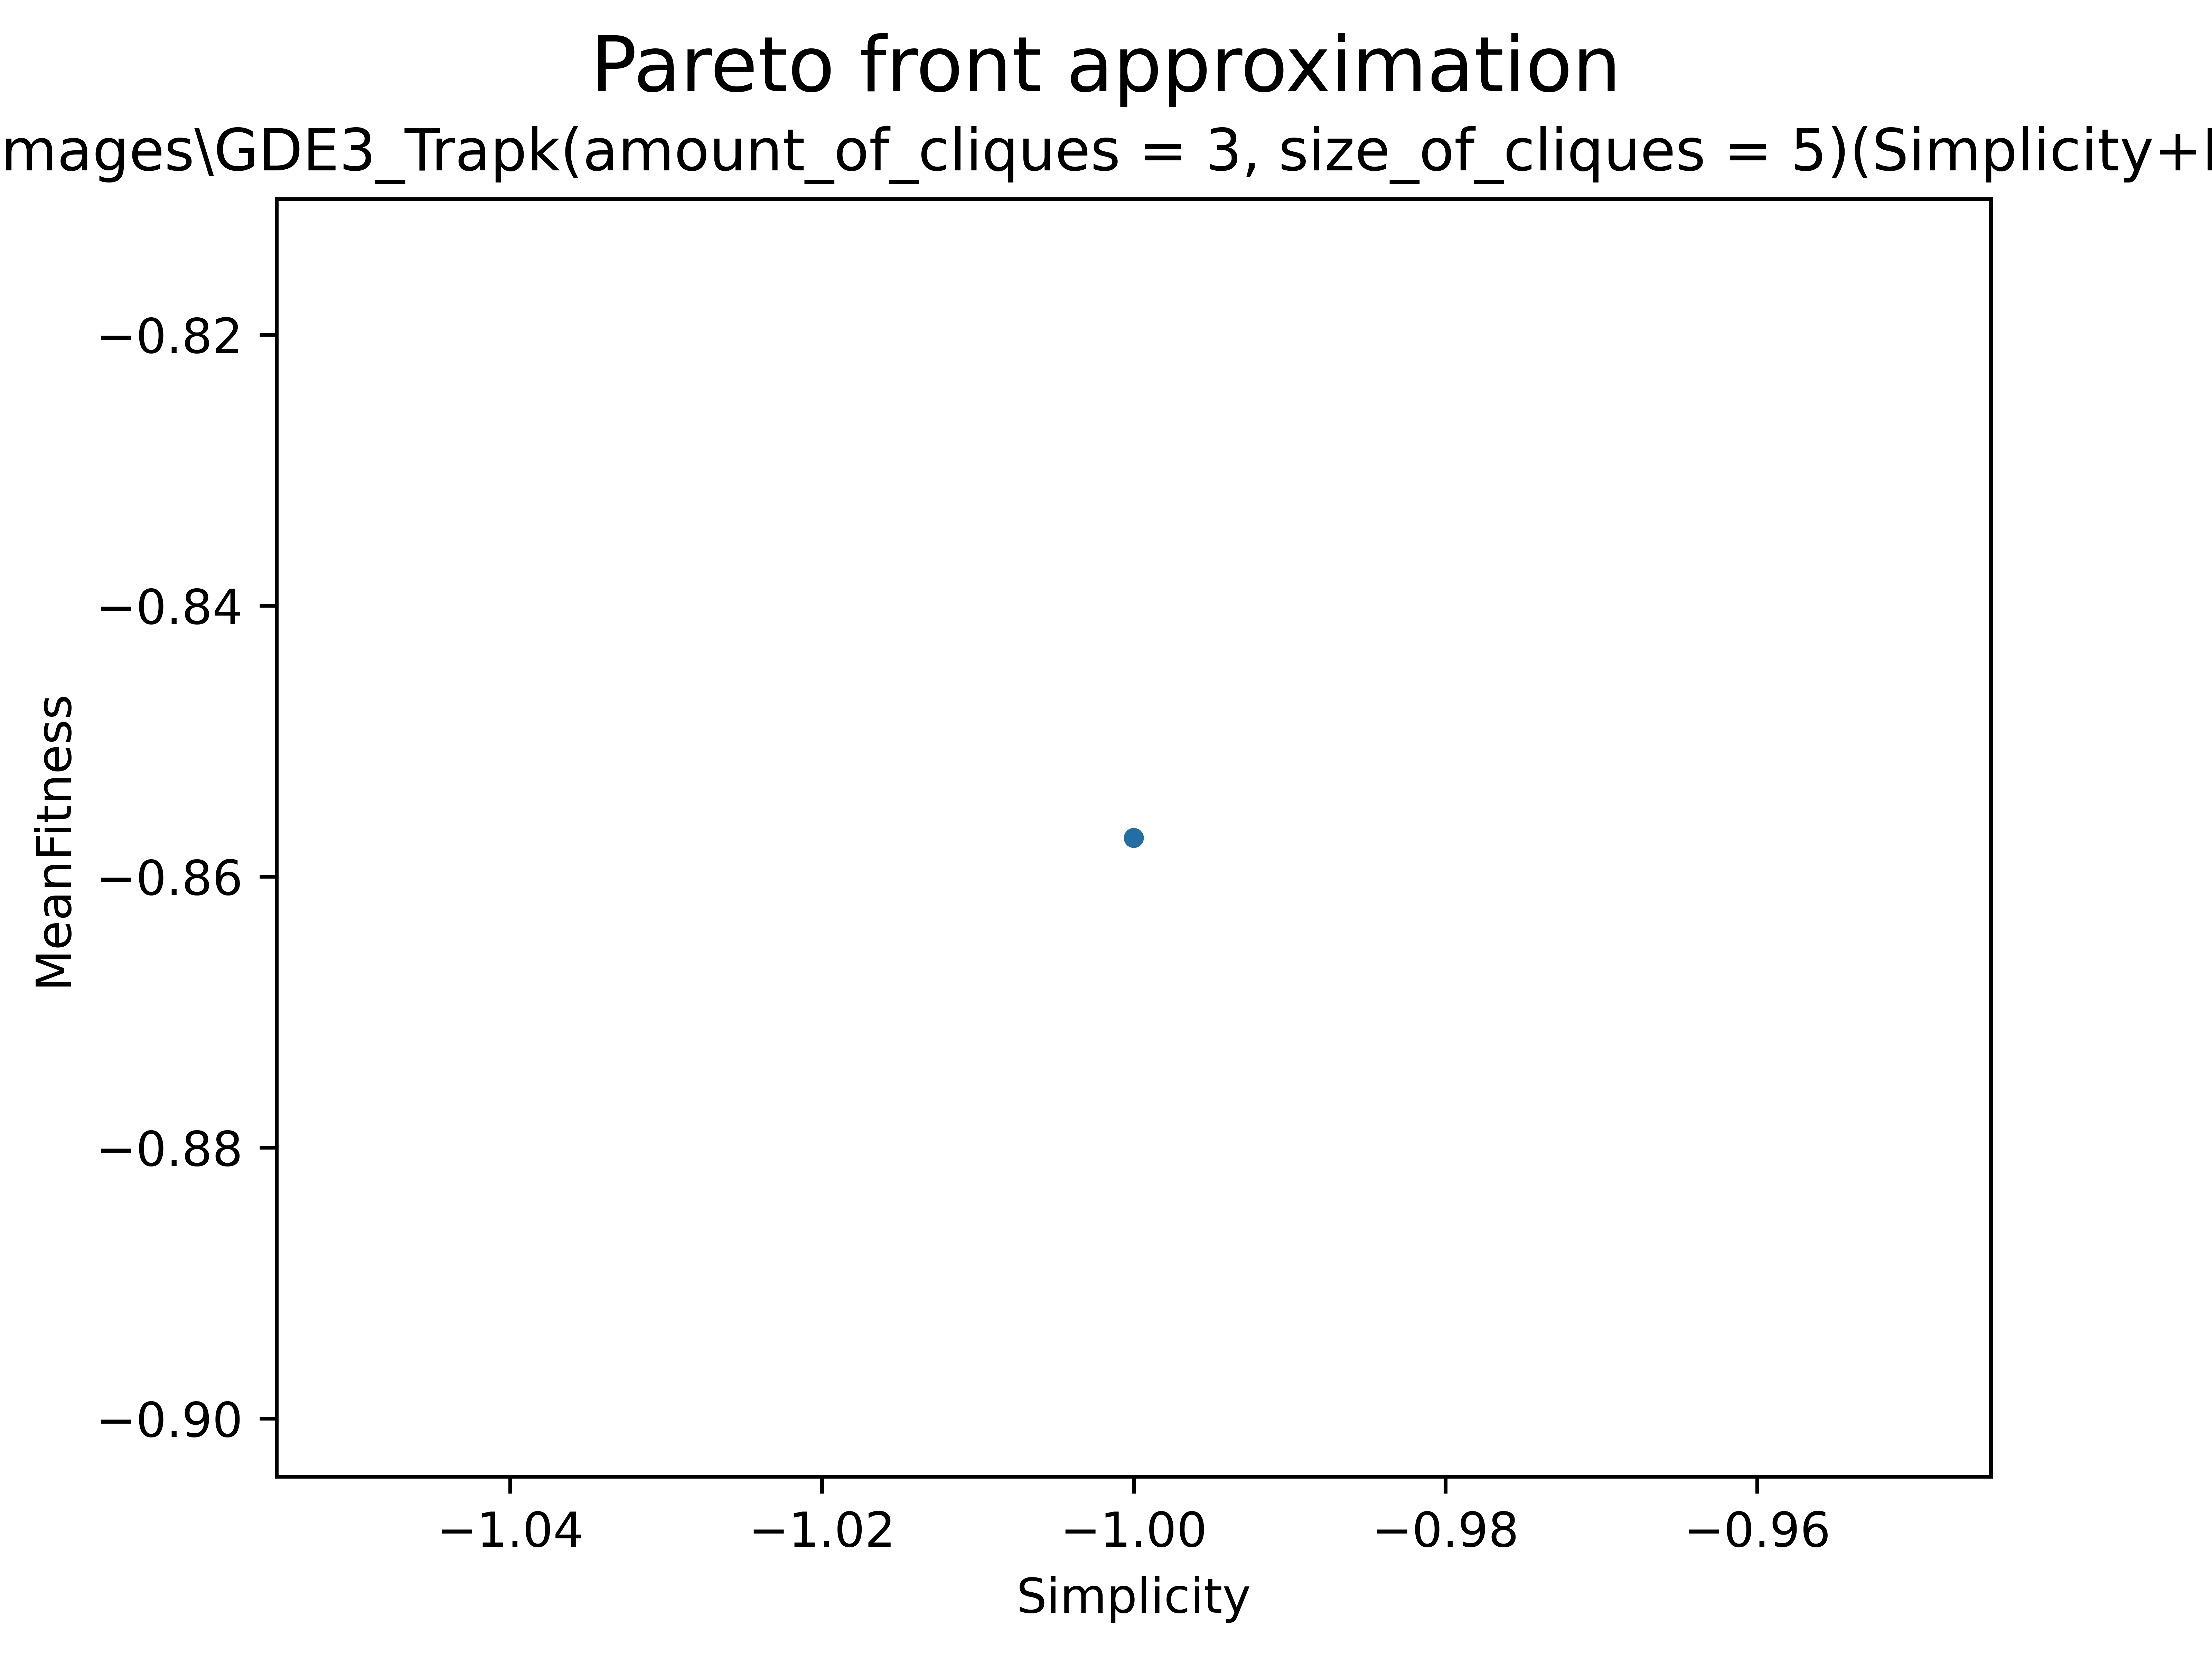 Pareto front approximation
mages\GDE3_Trapk(amount_of_cliques = 3, size_of_cliques = 5)(Simplicity+
−0.82
−0.84
−0.86
−0.88
−0.90
MeanFitness
−1.04 −1.02 −1.00 −0.98 −0.96
Simplicity